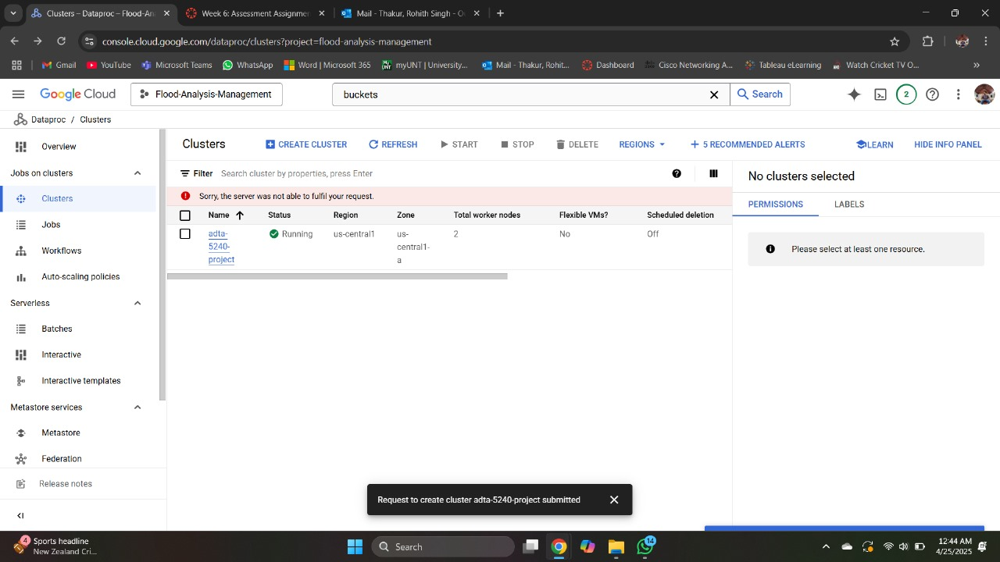 Clusters – Dataproc – Flood-An
Week 6: Assessment Assignmen
Mail - Thakur, Rohith Singh - O
console.cloud.google.com/dataproc/clusters?project=flood-analysis-management
Gmail
YouTube
Microsoft Teams
WhatsApp
Word | Microsoft 365
myUNT | University...
Mail - Thakur, Rohit...
Dashboard
Cisco Networking A...
Tableau eLearning
Watch Cricket TV O...
Google Cloud
Flood-Analysis-Management
buckets
Search
2
Dataproc / Clusters
Overview
Jobs on clusters
Clusters
Jobs
Workflows
Auto-scaling policies
Serverless
Batches
Interactive
Interactive templates
Metastore services
Metastore
Federation
Release notes
Clusters
CREATE CLUSTER
REFRESH
START
STOP
DELETE
REGIONS
+ 5 RECOMMENDED ALERTS
LEARN
HIDE INFO PANEL
Filter Search cluster by properties, press Enter
Sorry, the server was not able to fulfil your request.
Name Status Region Zone Total worker nodes Flexible VMs? Scheduled deletion
adta-5240-project Running us-central1 us-central1-a 2 No Off
No clusters selected
PERMISSIONS LABELS
Please select at least one resource.
Request to create cluster adta-5240-project submitted
4
Sports headline
New Zealand Cri...
Search
14
12:44 AM
4/25/2025